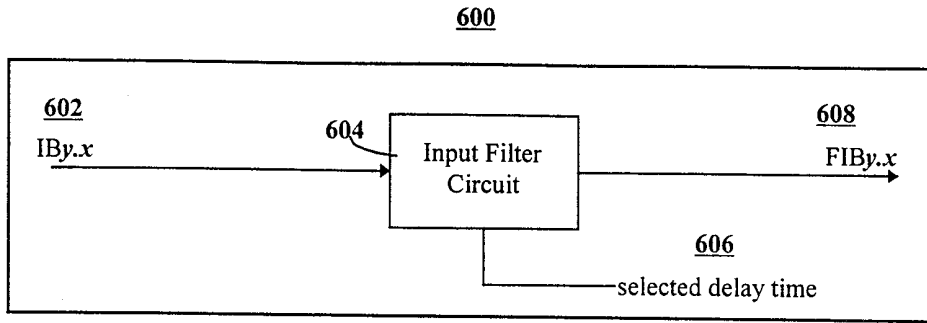 600
602
IBy.x
604
Input Filter
Circuit
608
FIBy.x
606
selected delay time